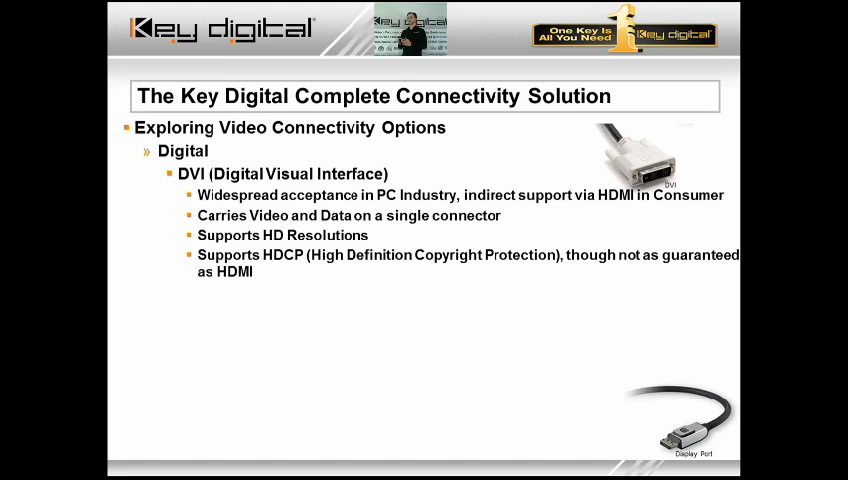 Key digital
Key digital
One Key Is
All You Need
1
Key digital
The Key Digital Complete Connectivity Solution
Exploring Video Connectivity Options
» Digital
DVI (Digital Visual Interface)
DVI
Widespread acceptance in PC Industry, indirect support via HDMI in Consumer
Carries Video and Data on a single connector
Supports HD Resolutions
Supports HDCP (High Definition Copyright Protection), though not as guaranteed
as HDMI
Display Port